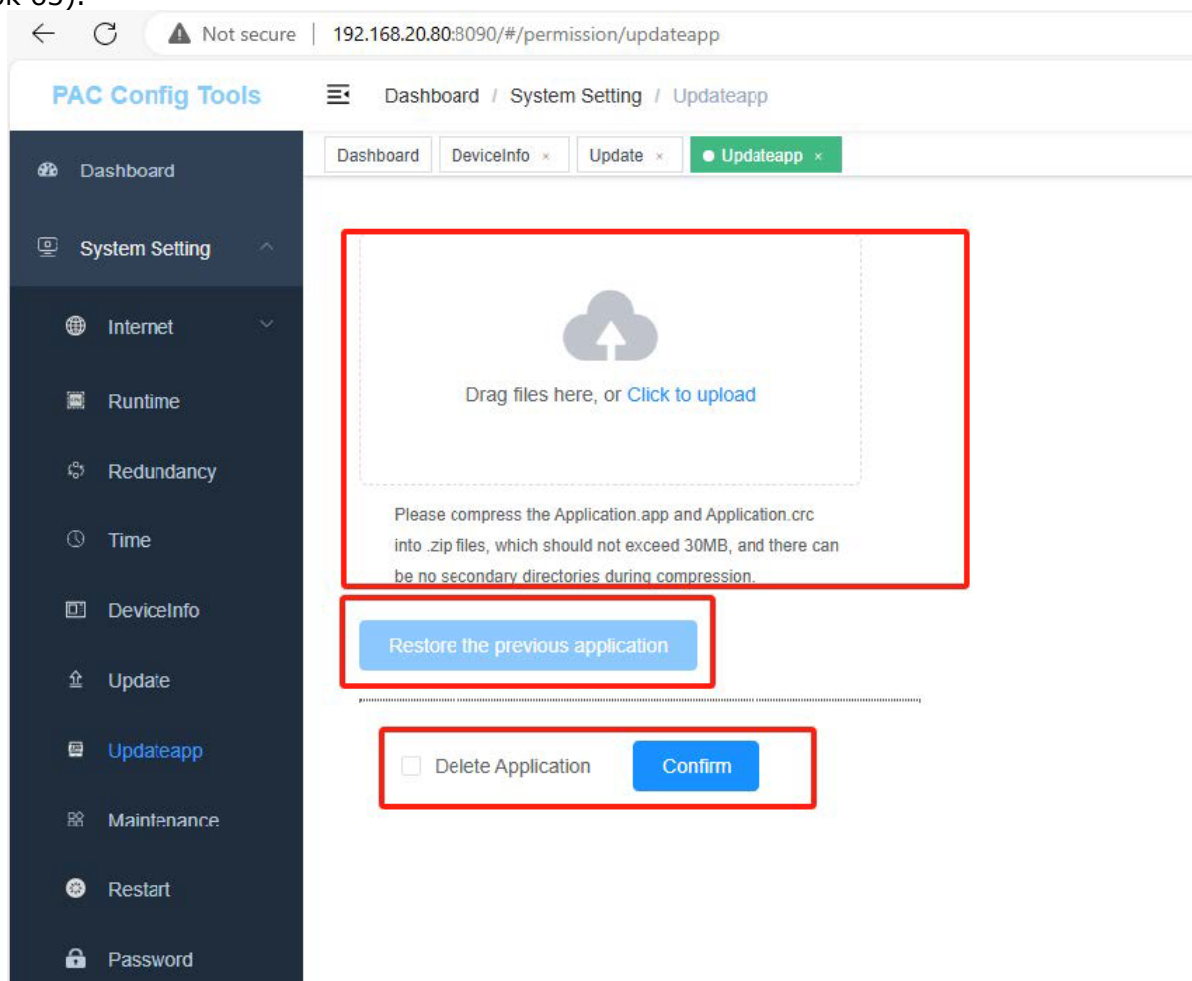 Not secure | 192.168.20.80:8090/#/permission/updateapp
PAC Config Tools
Dashboard / System Setting / Updateapp
Dashboard
DeviceInfo ×
Update ×
Updateapp ×
Dashboard
System Setting
Internet
Runtime
Redundancy
Time
DeviceInfo
Update
Updateapp
Maintenance
Restart
Password
Drag files here, or Click to upload
Please compress the Application.app and Application.crc
into .zip files, which should not exceed 30MB, and there can
be no secondary directories during compression.
Restore the previous application
Delete Application
Confirm